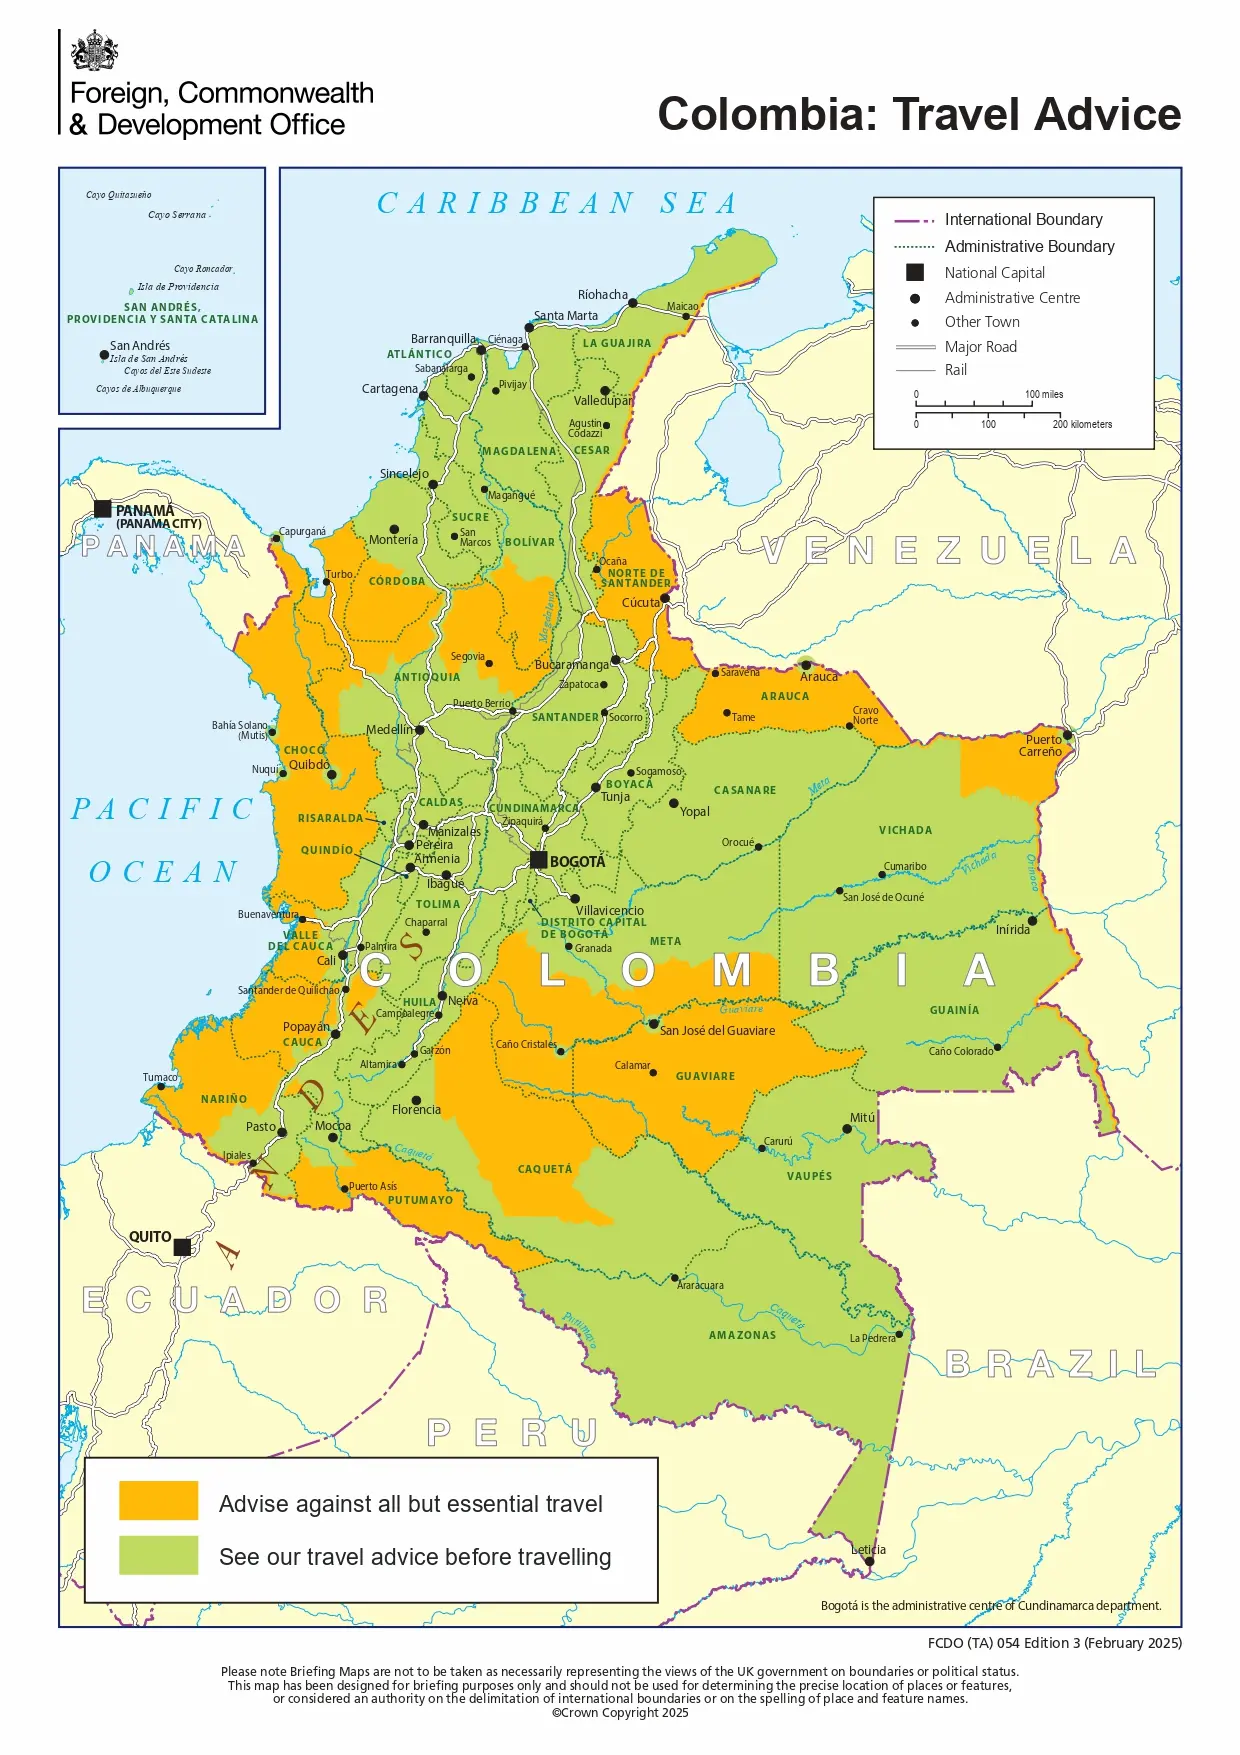 Foreign, Commonwealth
& Development Office
Colombia: Travel Advice
Cayo Quitasueño
Cayo Serrana
Cayo Roncador
Isla de Providencia
SAN ANDRÉS,
PROVIDENCIA Y SANTA CATALINA
San Andrés
Isla de San Andrés
Cayos del Este Sudeste
Cayos de Albuquerque
CARIBBEAN SEA
International Boundary
Administrative Boundary
National Capital
Administrative Centre
Other Town
Major Road
Rail
0 100 miles
0 100 200 kilometers
Ríohacha
Maicao
Santa Marta
Barranquilla
Ciénaga
LA GUAJIRA
ATLÁNTICO
Sabanalarga
Pivijay
Cartagena
Valledupar
Agustín
Codazzi
MAGDALENA
CESAR
Sincelejo
Magangué
PANAMÁ
(PANAMA CITY)
PANAMA
SUCRE
Capurganá
Montería
San
Marcos
BOLÍVAR
VENEZUELA
Ocaña
Turbo
CÓRDOBA
NORTE DE
SANTANDER
Cúcuta
Magdalena
Segovia
Bucaramanga
Saravena
Arauca
ANTIOQUIA
Zapatoca
ARAUCA
Puerto Berrío
SANTANDER
Socorro
Tame
Cravo
Norte
Bahía Solano
(Mutis)
Medellín
Puerto
Carreño
CHOCÓ
Nuquí
Quibdó
Sogamoso
BOYACÁ
Tunja
CASANARE
Meta
PACIFIC
OCEAN
CALDAS
CUNDINAMARCA
Yopal
RISARALDA
Zipaquirá
Manizales
VICHADA
Pereira
Orocué
QUINDÍO
Armenia
BOGOTÁ
Cumaribo
Vichada
Orinoco
Ibagué
San José de Ocuné
TOLIMA
Villavicencio
Buenaventura
Chaparral
DISTRITO CAPITAL
DE BOGOTÁ
Inírida
VALLE
DEL CAUCA
Palmira
Granada
META
Cali
COLOMBIA
Santander de Quilichao
HUILA
Neiva
Guaviare
GUAINÍA
Campoalegre
Popayán
CAUCA
San José del Guaviare
Caño Cristales
Garzón
Caño Colorado
Altamira
Calamar
GUAVIARE
Tumaco
ANDES
NARIÑO
Florencia
Mitú
Pasto
Mocoa
Carurú
Ipiales
Caquetá
CAQUETÁ
VAUPÉS
Puerto Asís
PUTUMAYO
QUITO
Araracuara
ECUADOR
Putumayo
Caquetá
AMAZONAS
La Pedrera
BRAZIL
PERU
Advise against all but essential travel
See our travel advice before travelling
Leticia
Bogotá is the administrative centre of Cundinamarca department.
FCDO (TA) 054 Edition 3 (February 2025)
Please note Briefing Maps are not to be taken as necessarily representing the views of the UK government on boundaries or political status.
This map has been designed for briefing purposes only and should not be used for determining the precise location of places or features,
or considered an authority on the delimitation of international boundaries or on the spelling of place and feature names.
©Crown Copyright 2025